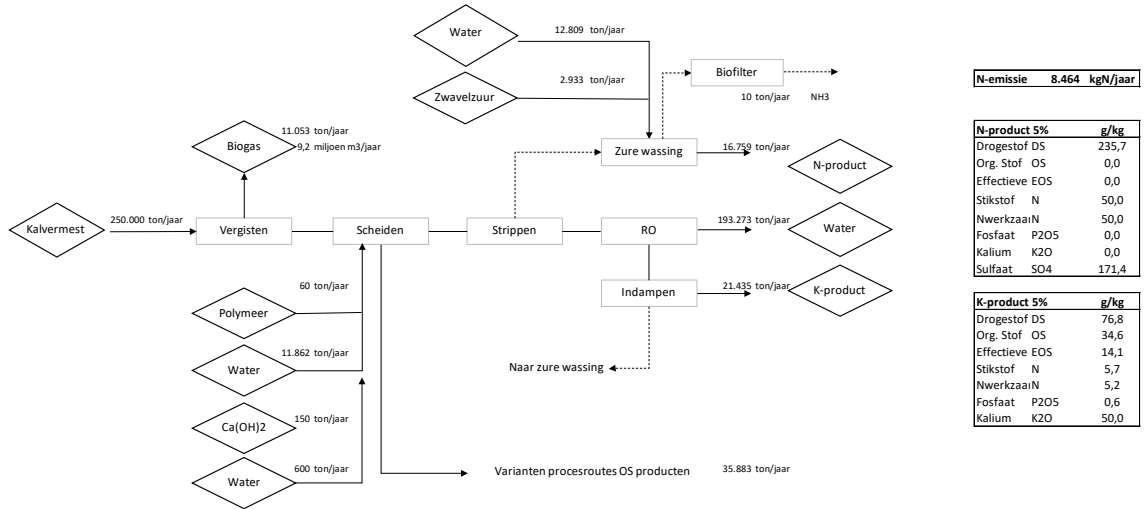 Water
12.809 ton/jaar
Zwavelzuur
2.933 ton/jaar
Biofilter
10 ton/jaar NH3
Biogas
11.053 ton/jaar
9,2 miljoen m3/jaar
Zure wassing
16.759 ton/jaar
N-product
Kalvermest
250.000 ton/jaar
Vergisten
Scheiden
Strippen
RO
193.273 ton/jaar
Water
Indampen
21.435 ton/jaar
K-product
Polymeer
60 ton/jaar
Water
11.862 ton/jaar
Naar zure wassing
Ca(OH)2
150 ton/jaar
Water
600 ton/jaar
Varianten procesroutes OS producten 35.883 ton/jaar
N-emissie 8.464 kgN/jaar
N-product 5% g/kg
Drogestof DS 235,7
Org. Stof OS 0,0
Effectieve EOS 0,0
Stikstof N 50,0
Nwerkzaa N 50,0
Fosfaat P2O5 0,0
Kalium K2O 0,0
Sulfaat SO4 171,4
K-product 5% g/kg
Drogestof DS 76,8
Org. Stof OS 34,6
Effectieve EOS 14,1
Stikstof N 5,7
Nwerkzaa N 5,2
Fosfaat P2O5 0,6
Kalium K2O 50,0